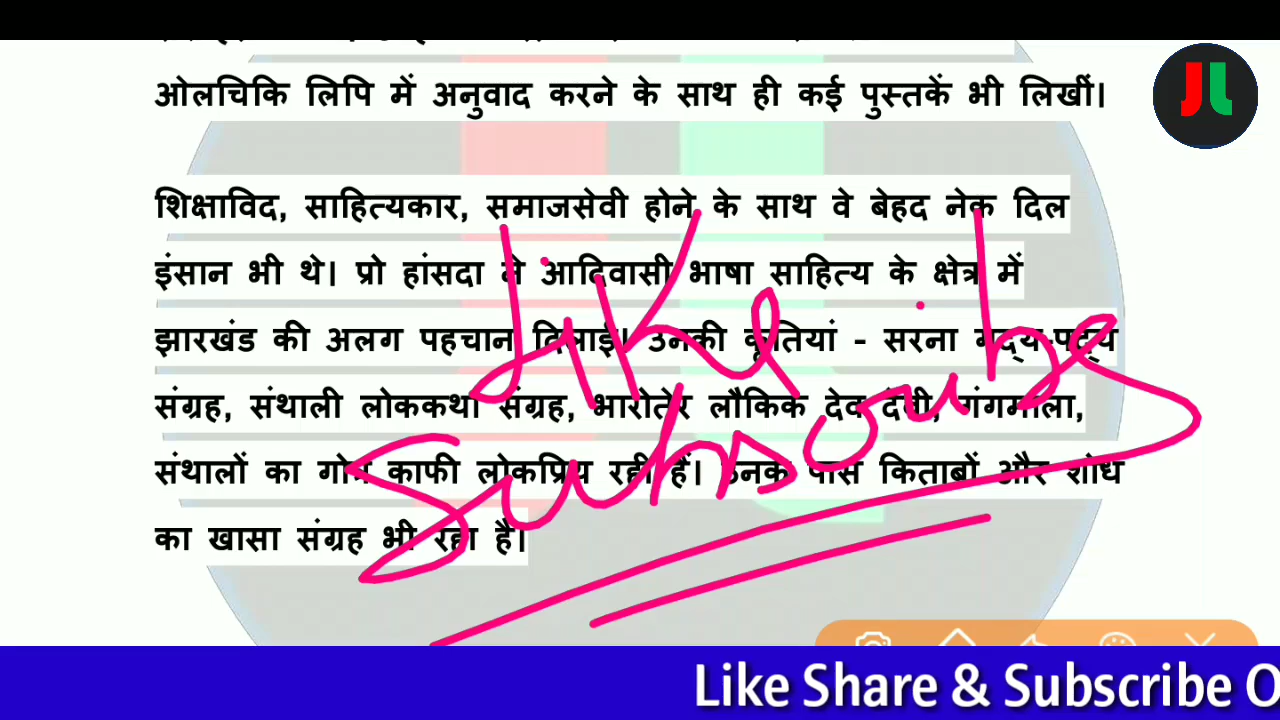 ओलचिकि लिपि में अनुवाद करने के साथ ही कई पुस्तकें भी लिखीं।
शिक्षाविद, साहित्यकार, समाजसेवी होने के साथ वे बेहद नेक दिल
इंसान भी थे। प्रो हांसदा ने आदिवासी भाषा साहित्य के क्षेत्र में
झारखंड की अलग पहचान दिलाई। उनकी कृतियां - सरना गद्य-पद्य
संग्रह, संथाली लोककथा संग्रह, भारोतेर लौकिक देव देवी, गंगमाला,
संथालों का गोत्र काफी लोकप्रिय रही हैं। उनके पास किताबों और शोध
का खासा संग्रह भी रहा है।
Like
Subscribe
Like Share & Subscribe O